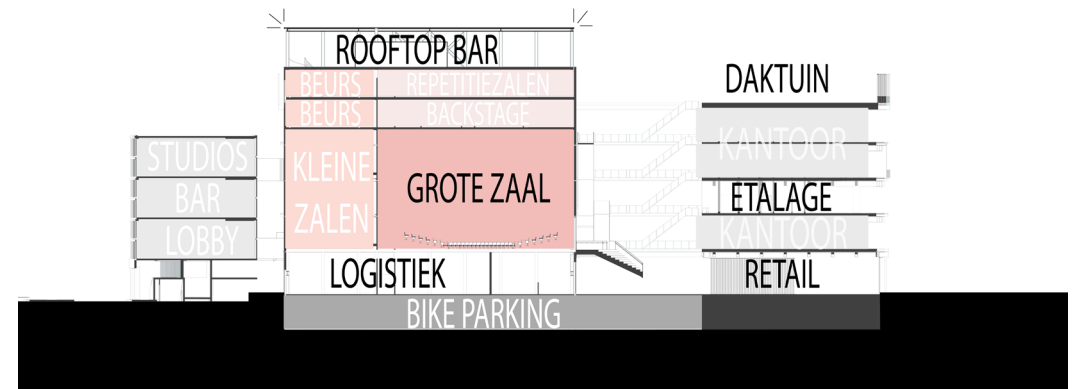 ROOFTOP BAR
BEURS
REPETITIEZALEN
BEURS
BACKSTAGE
KLEINE
ZALEN
GROTE ZAAL
LOGISTIEK
BIKE PARKING
STUDIOS
BAR
LOBBY
DAKTUIN
KANTOOR
ETALAGE
KANTOOR
RETAIL